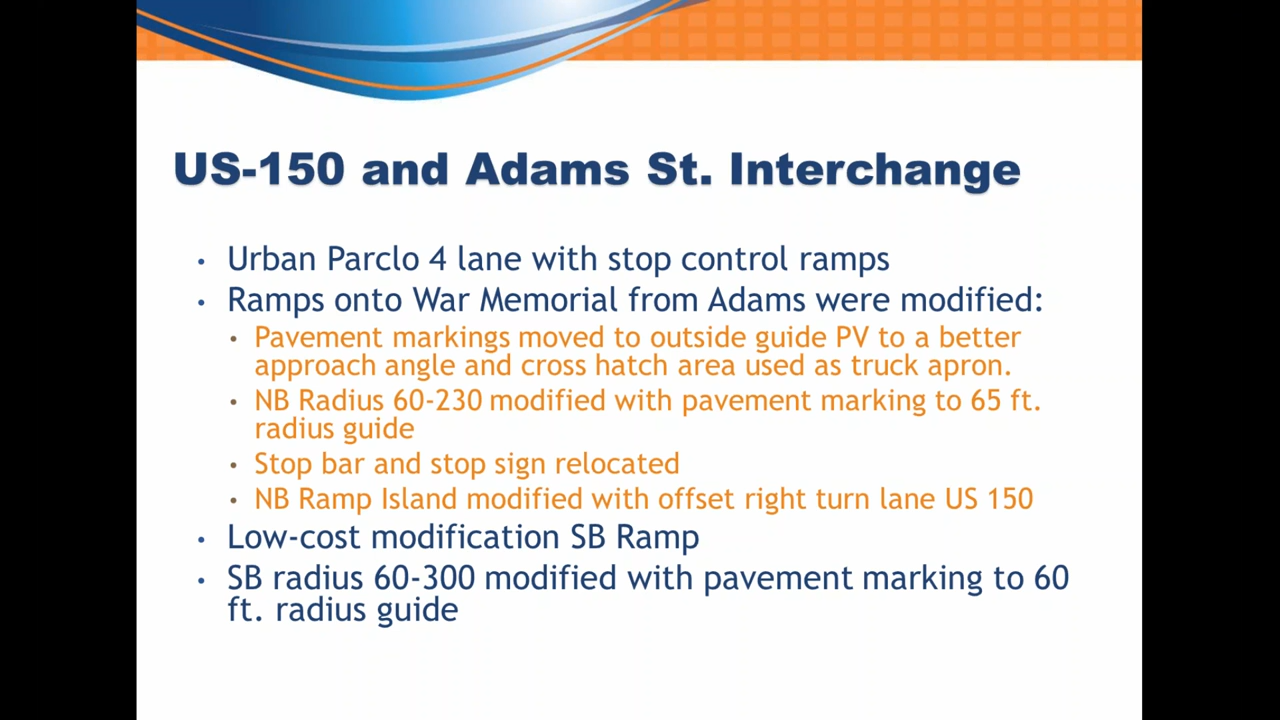 US-150 and Adams St. Interchange
• Urban Parclo 4 lane with stop control ramps
• Ramps onto War Memorial from Adams were modified:
• Pavement markings moved to outside guide PV to a better
approach angle and cross hatch area used as truck apron.
• NB Radius 60-230 modified with pavement marking to 65 ft.
radius guide
• Stop bar and stop sign relocated
• NB Ramp Island modified with offset right turn lane US 150
• Low-cost modification SB Ramp
• SB radius 60-300 modified with pavement marking to 60
ft. radius guide